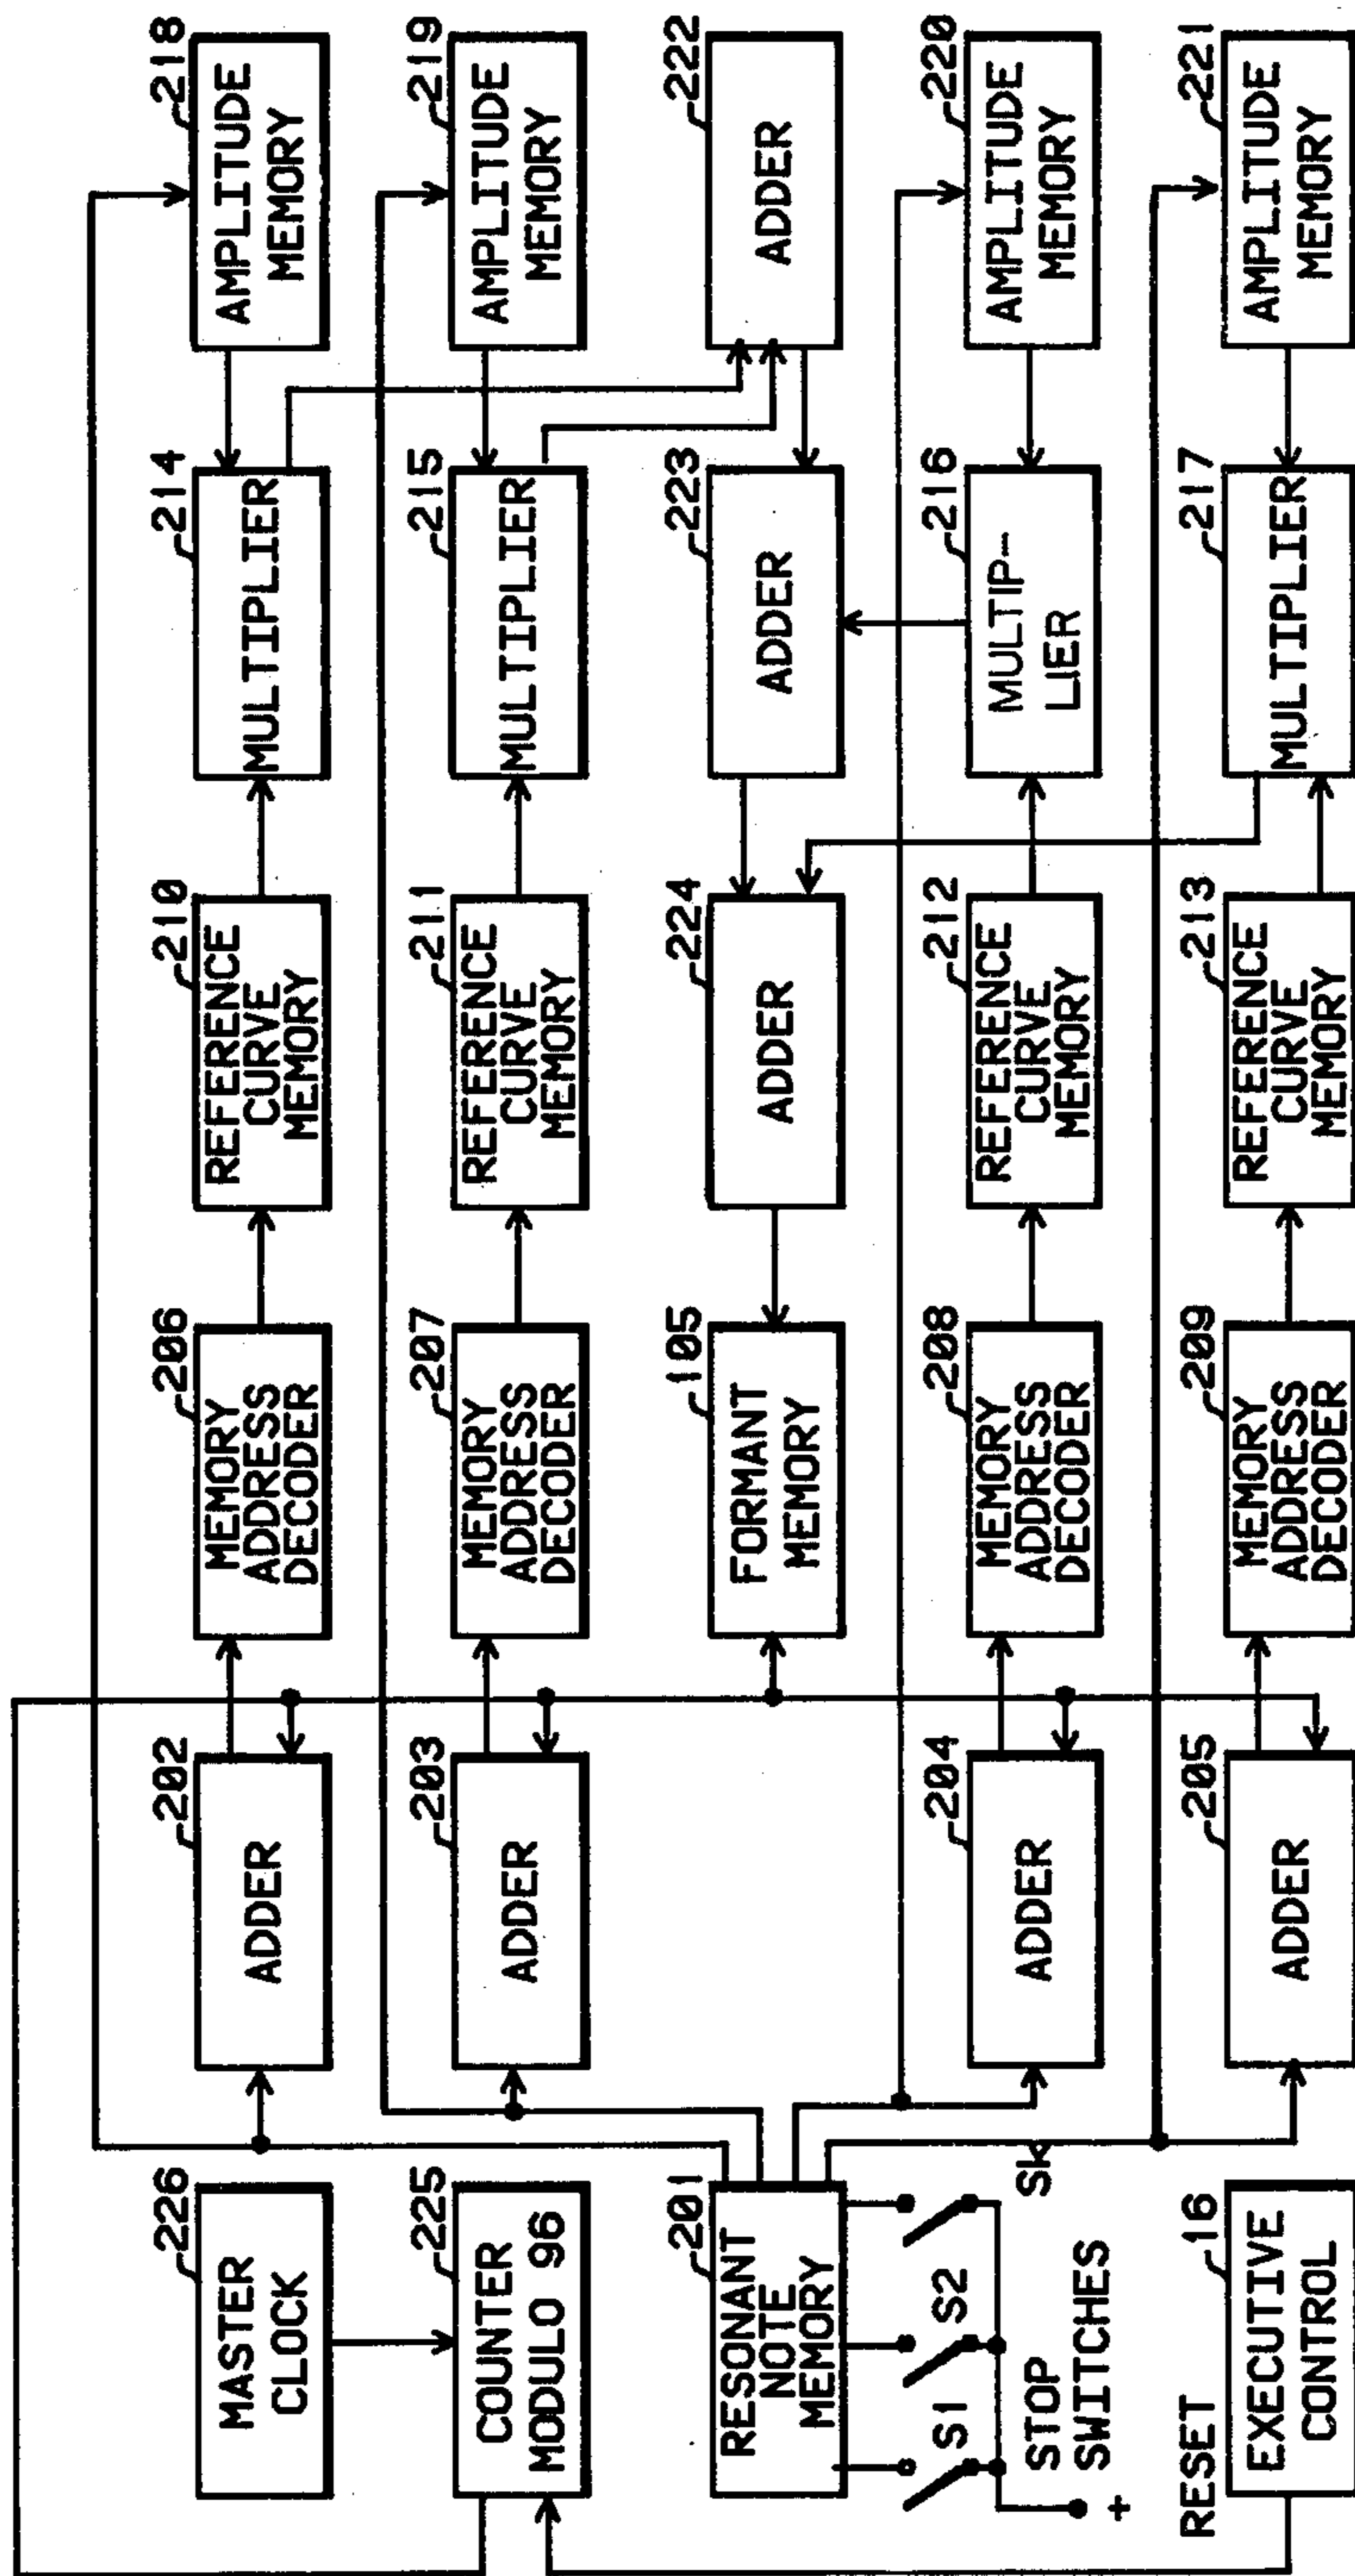 226
MASTER
CLOCK
202
ADDER
206
MEMORY
ADDRESS
DECODER
210
REFERENCE
CURVE
MEMORY
214
MULTIPLIER
218
AMPLITUDE
MEMORY
225
COUNTER
MODULO 96
203
ADDER
207
MEMORY
ADDRESS
DECODER
211
REFERENCE
CURVE
MEMORY
215
MULTIPLIER
219
AMPLITUDE
MEMORY
201
RESONANT
NOTE
MEMORY
105
FORMANT
MEMORY
224
ADDER
223
ADDER
222
ADDER
S1
S2
SK
STOP
SWITCHES
+
204
ADDER
208
MEMORY
ADDRESS
DECODER
212
REFERENCE
CURVE
MEMORY
216
MULTIP-
LIER
220
AMPLITUDE
MEMORY
RESET
16
EXECUTIVE
CONTROL
205
ADDER
209
MEMORY
ADDRESS
DECODER
213
REFERENCE
CURVE
MEMORY
217
MULTIPLIER
221
AMPLITUDE
MEMORY